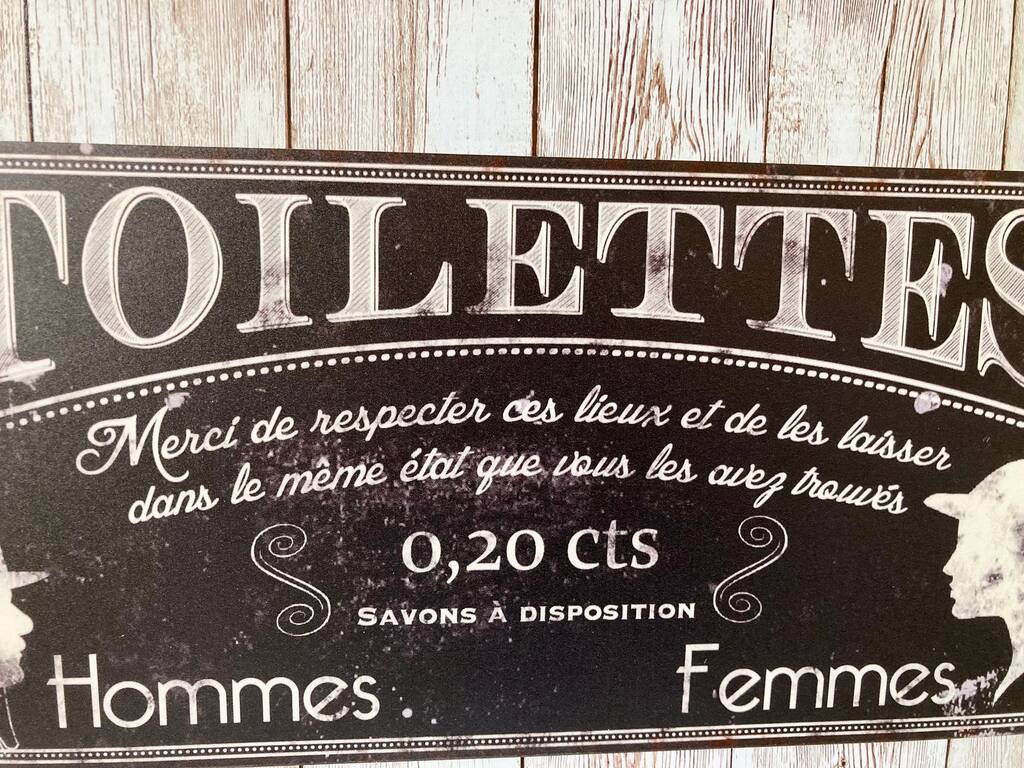 TOILETTES
Merci de respecter ces lieux et de les laisser
dans le même état que vous les avez trouvés
0,20 cts
SAVONS À DISPOSITION
Hommes Femmes